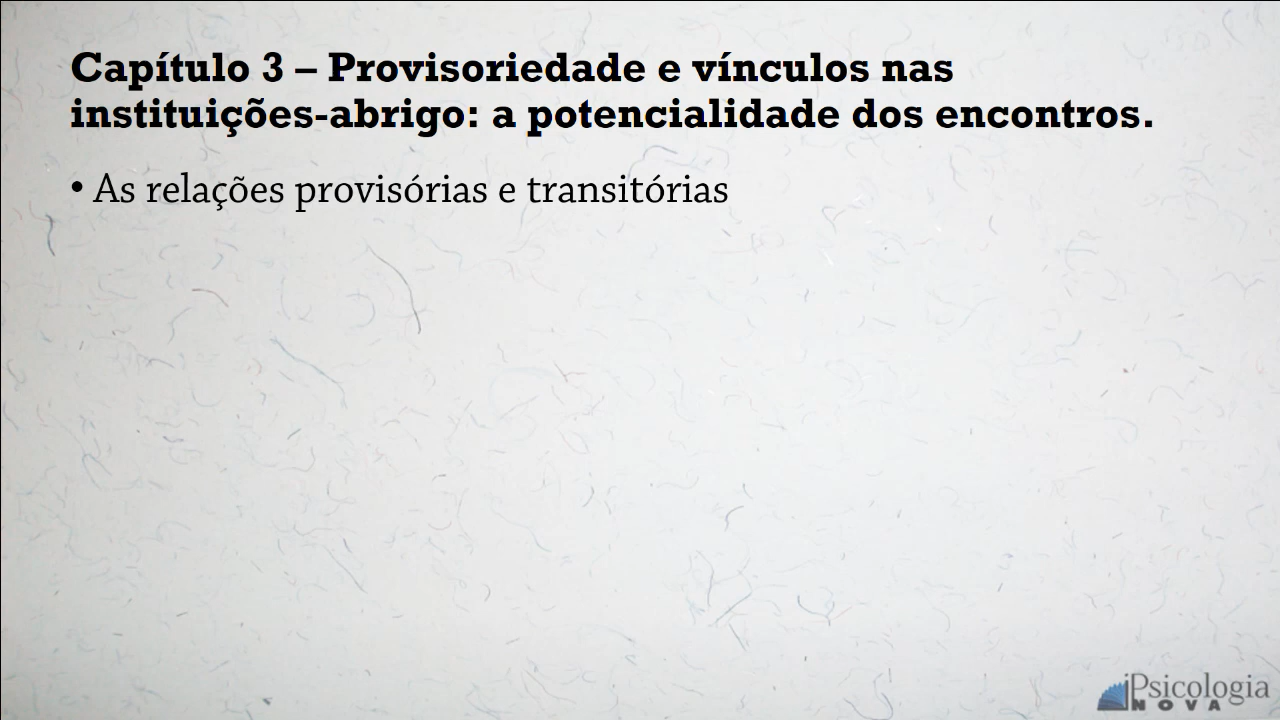 Capítulo 3 – Provisoriedade e vínculos nas
instituições-abrigo: a potencialidade dos encontros.
• As relações provisórias e transitórias
Psicologia
NOVA